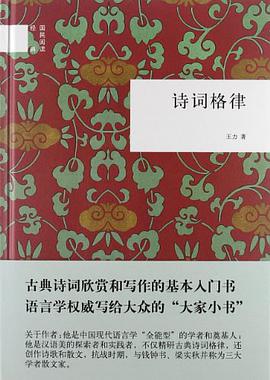 国民阅读
经典
诗词格律
王力 著
古典诗词欣赏和写作的基本入门书
语言学权威写给大众的“大家小书”
关于作者：他是中国现代语言学“全能型”的学者和奠基人；
他是汉语美的探索者和实践者，不仅精研古典诗词格律，还
创作诗歌和散文，抗战时期，与钱钟书、梁实秋并称为三大
学者散文家。